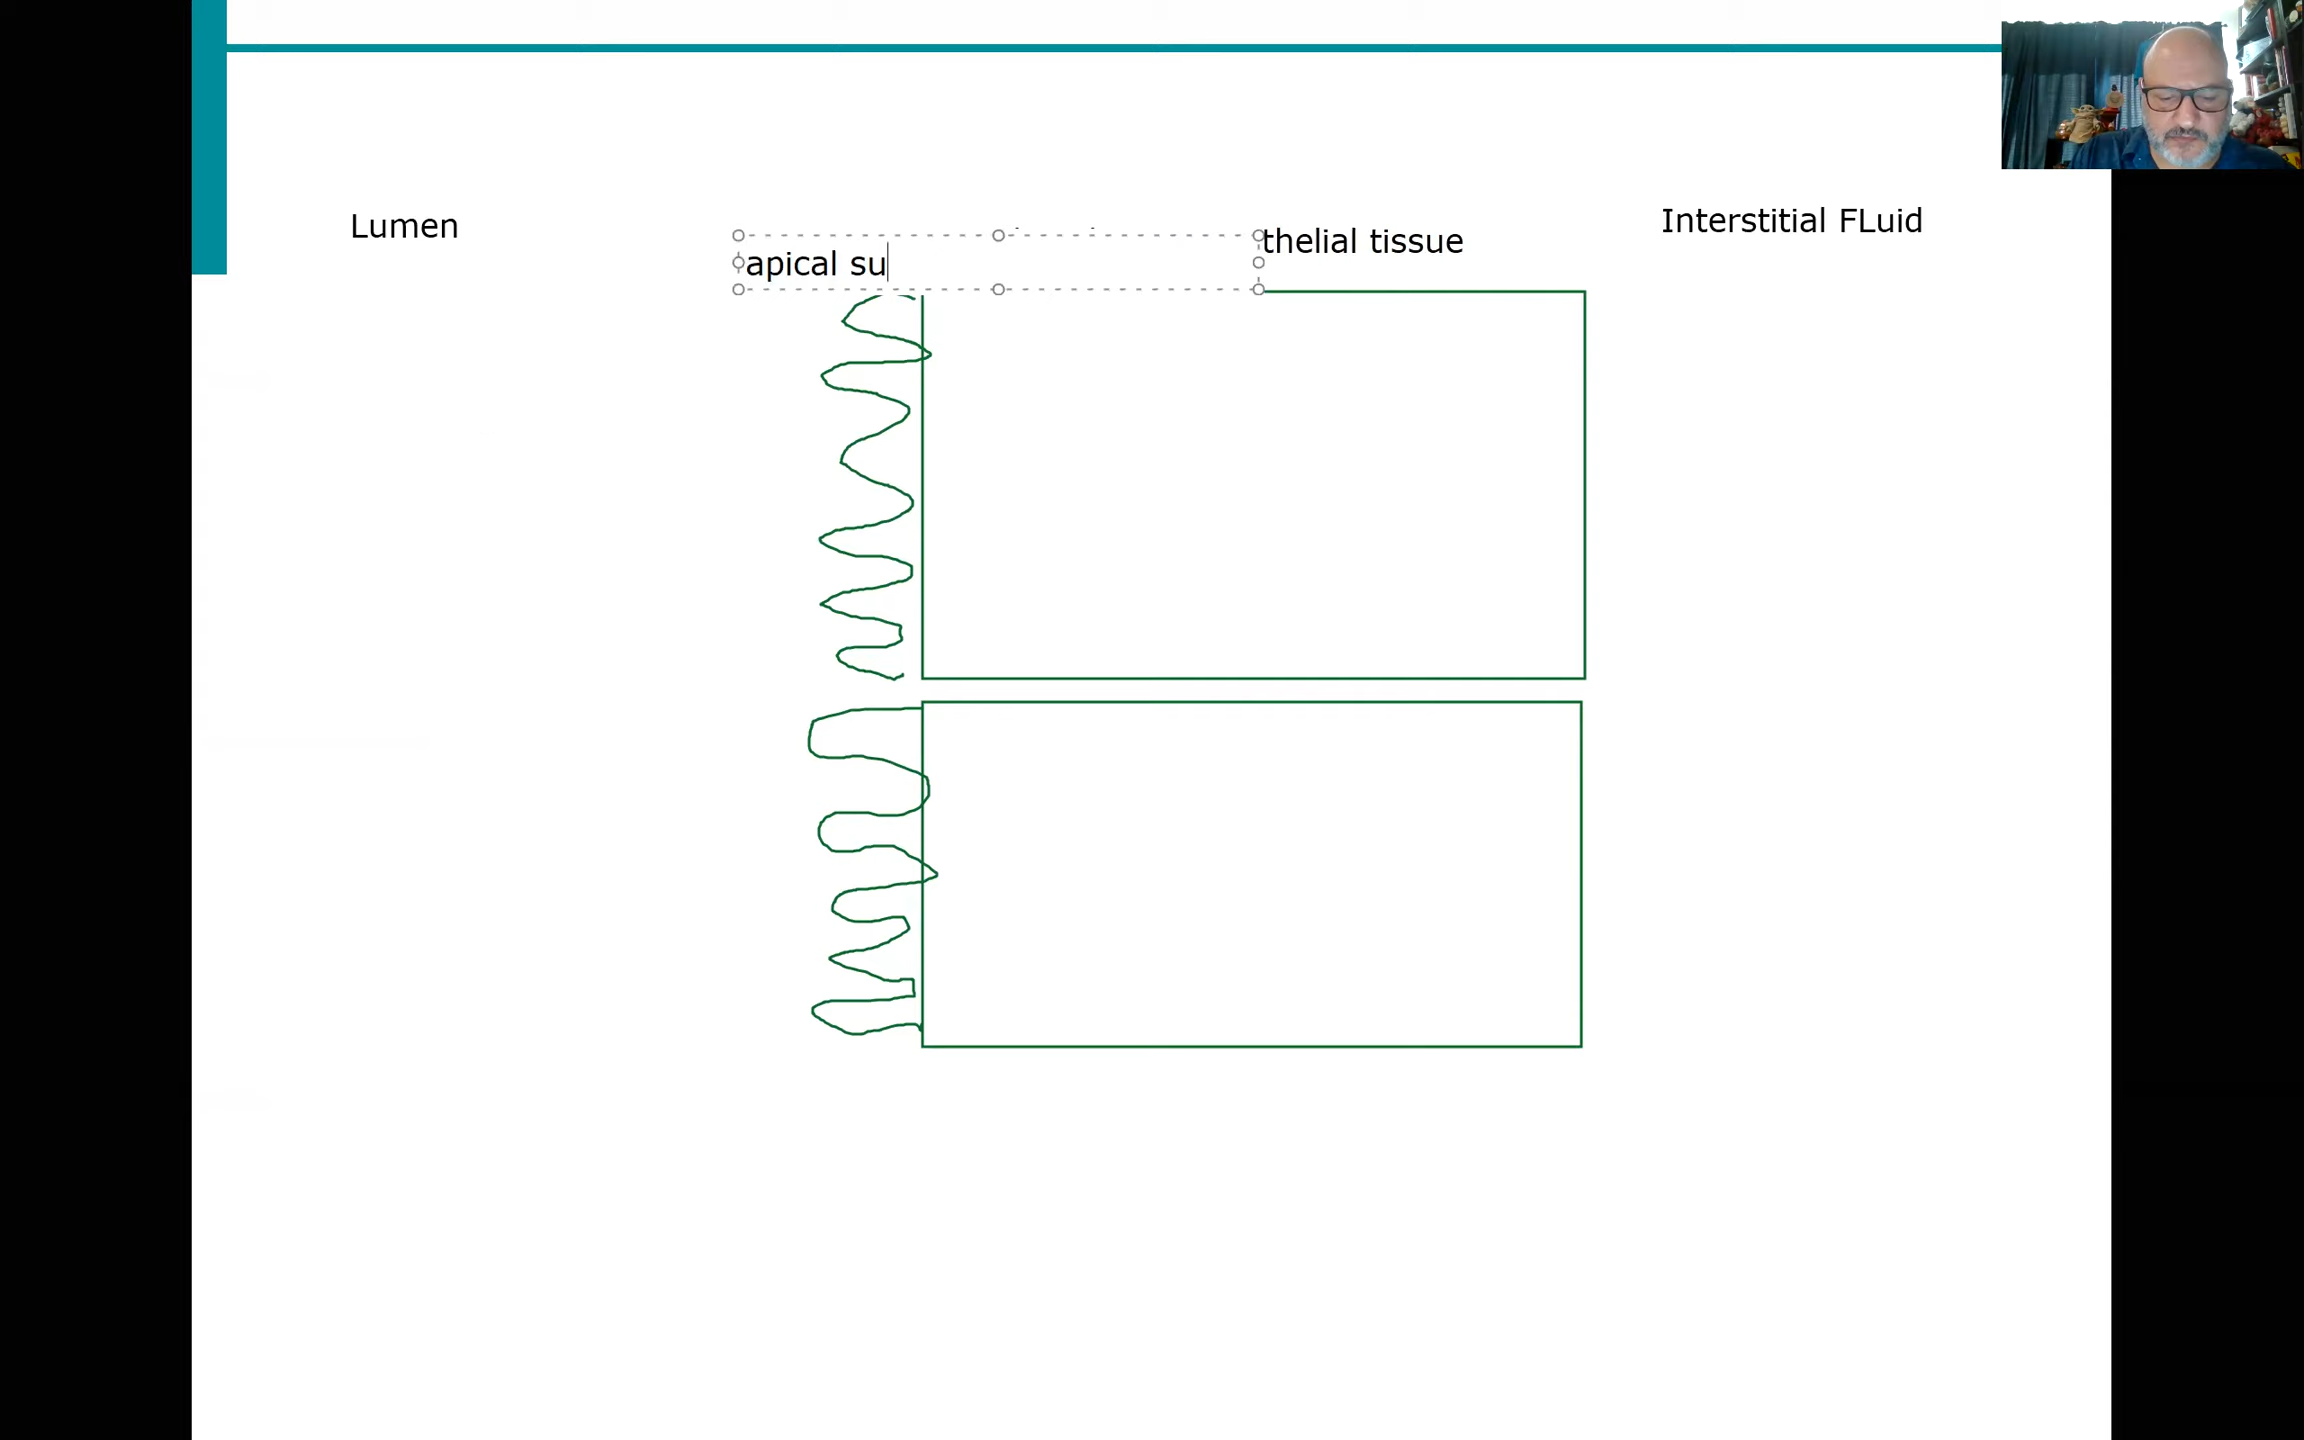 Lumen
Interstitial FLuid
thelial tissue
apical su